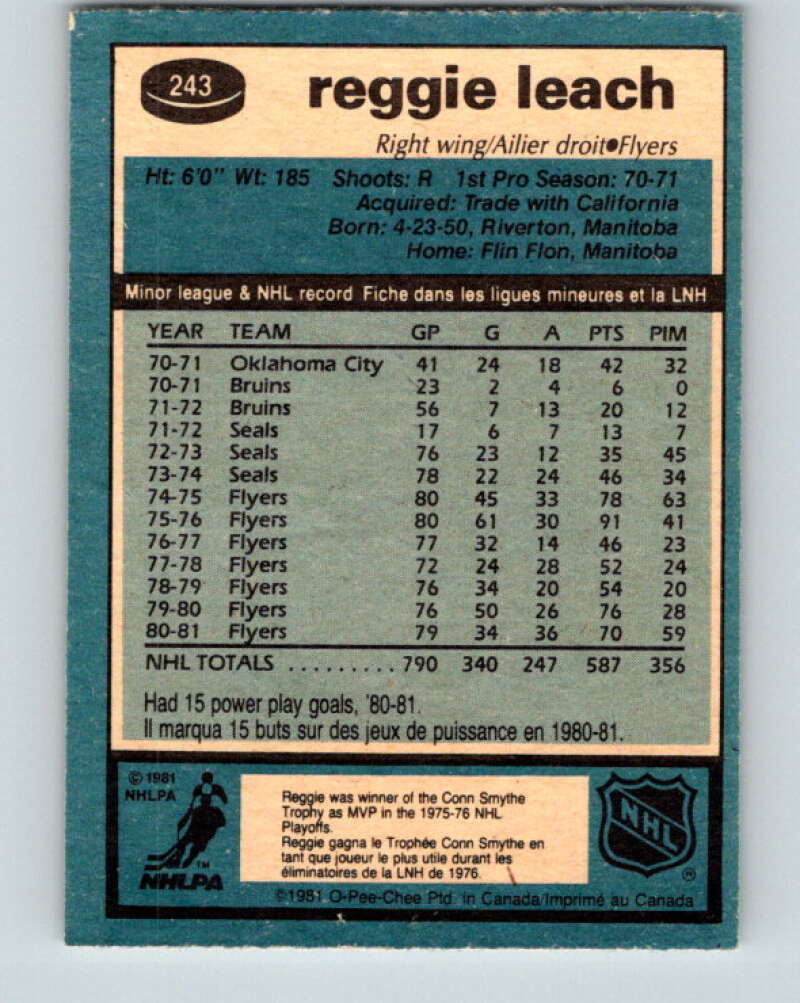 243
reggie leach
Right wing/Ailier droit•Flyers
Ht: 6'0" Wt: 185 Shoots: R 1st Pro Season: 70-71
Acquired: Trade with California
Born: 4-23-50, Riverton, Manitoba
Home: Flin Flon, Manitoba
Minor league & NHL record Fiche dans les ligues mineures et la LNH
YEAR TEAM GP G A PTS PIM
70-71 Oklahoma City 41 24 18 42 32
70-71 Bruins 23 2 4 6 0
71-72 Bruins 56 7 13 20 12
71-72 Seals 17 6 7 13 7
72-73 Seals 76 23 12 35 45
73-74 Seals 78 22 24 46 34
74-75 Flyers 80 45 33 78 63
75-76 Flyers 80 61 30 91 41
76-77 Flyers 77 32 14 46 23
77-78 Flyers 72 24 28 52 24
78-79 Flyers 76 34 20 54 20
79-80 Flyers 76 50 26 76 28
80-81 Flyers 79 34 36 70 59
NHL TOTALS .......... 790 340 247 587 356
Had 15 power play goals, '80-81.
Il marqua 15 buts sur des jeux de puissance en 1980-81.
©1981
NHLPA
™
NHLPA
Reggie was winner of the Conn Smythe
Trophy as MVP in the 1975-76 NHL
Playoffs.
Reggie gagna le Trophée Conn Smythe en
tant que joueur le plus utile durant les
éliminatoires de la LNH de 1976.
NHL
®
©1981 O-Pee-Chee Ptd. in Canada/Imprimé au Canada